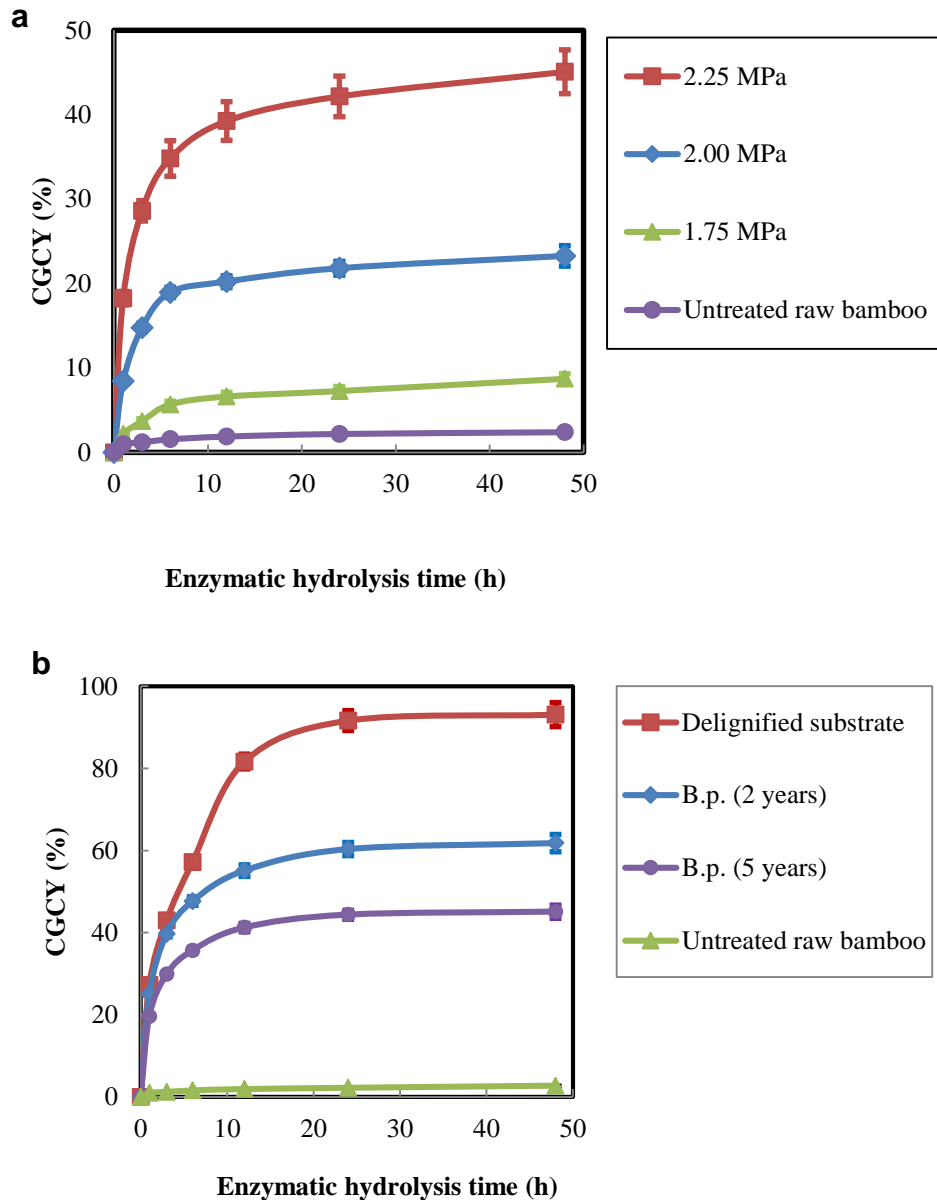 a
50
40
30
20
10
0
CGCY (%)
0 10 20 30 40 50
Enzymatic hydrolysis time (h)
2.25 MPa
2.00 MPa
1.75 MPa
Untreated raw bamboo
b
100
80
60
40
20
0
CGCY (%)
0 10 20 30 40 50
Enzymatic hydrolysis time (h)
Delignified substrate
B.p. (2 years)
B.p. (5 years)
Untreated raw bamboo